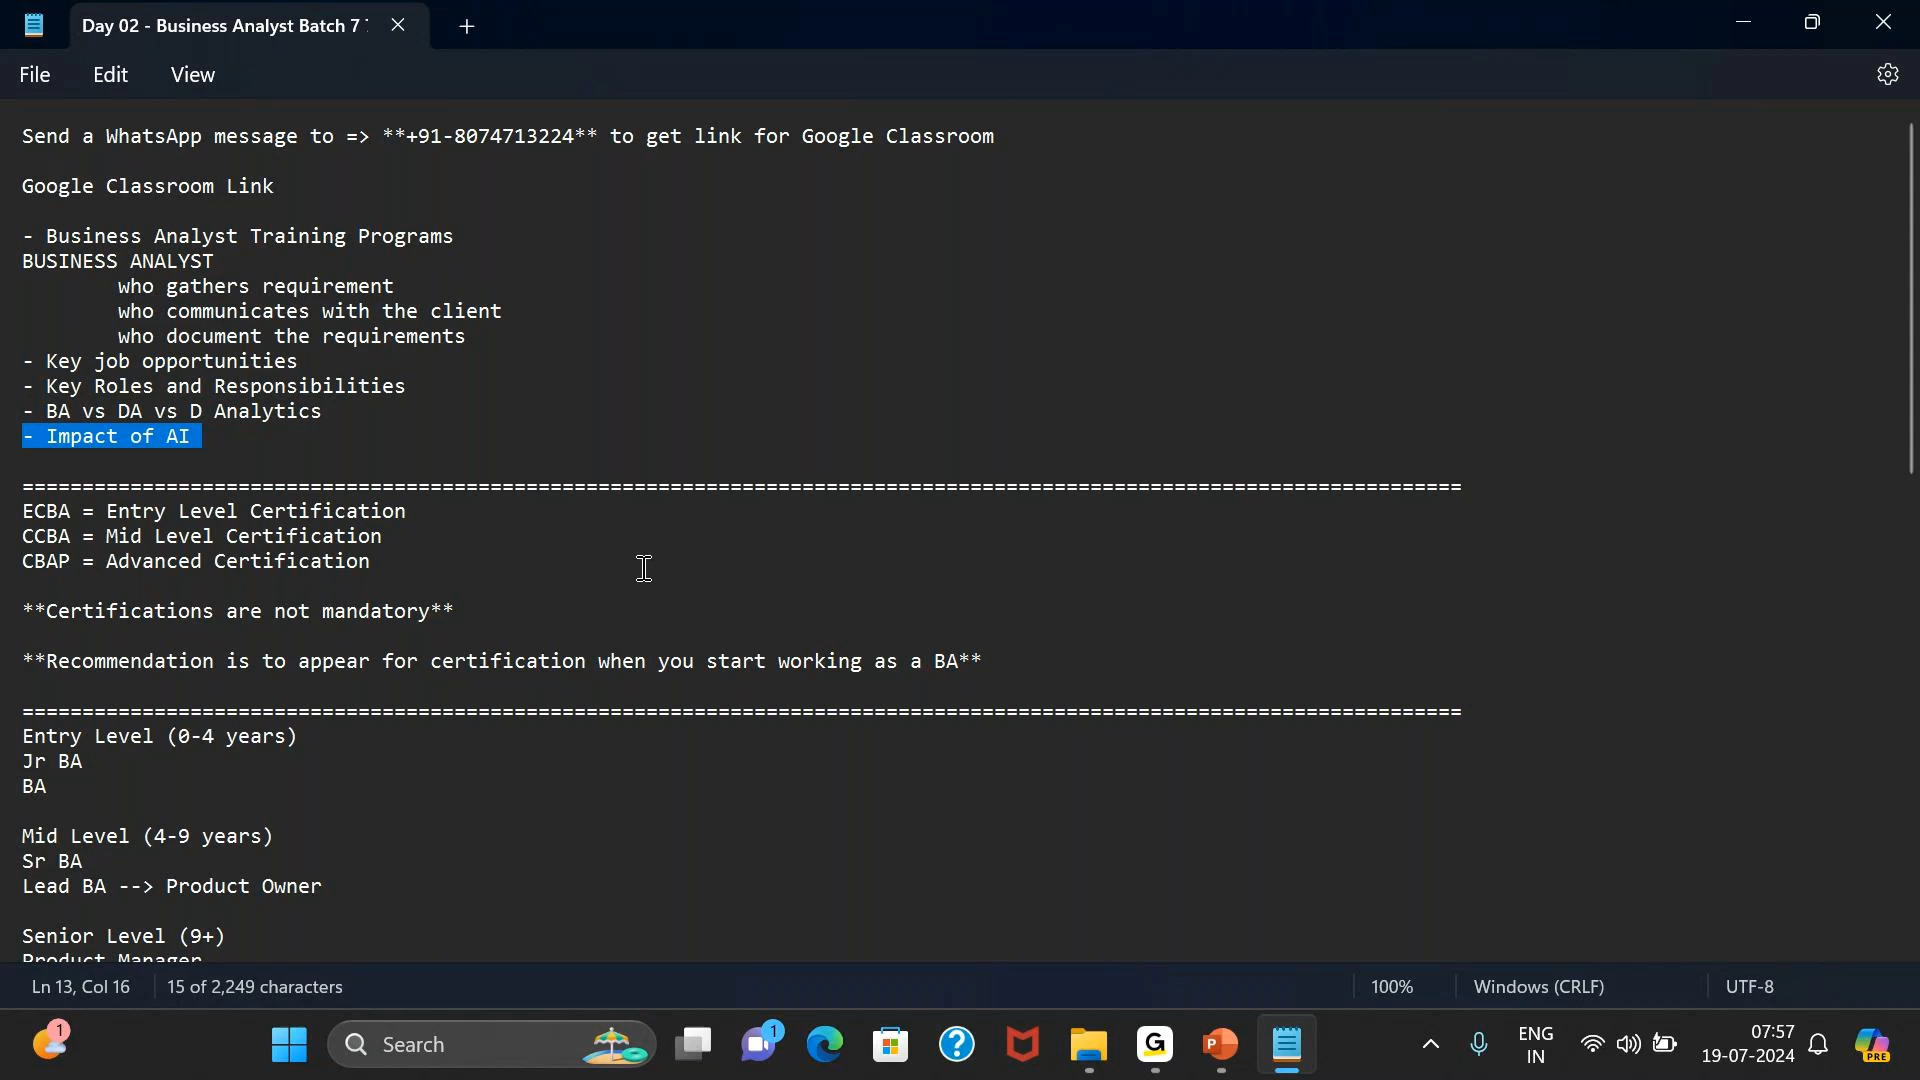 Day 02 - Business Analyst Batch 7
File Edit View
Send a WhatsApp message to => **+91-8074713224** to get link for Google Classroom
Google Classroom Link
- Business Analyst Training Programs
BUSINESS ANALYST
who gathers requirement
who communicates with the client
who document the requirements
- Key job opportunities
- Key Roles and Responsibilities
- BA vs DA vs D Analytics
- Impact of AI
========================================================================================================================
ECBA = Entry Level Certification
CCBA = Mid Level Certification
CBAP = Advanced Certification
**Certifications are not mandatory**
**Recommendation is to appear for certification when you start working as a BA**
========================================================================================================================
Entry Level (0-4 years)
Jr BA
BA
Mid Level (4-9 years)
Sr BA
Lead BA --> Product Owner
Senior Level (9+)
Product Manager
Ln 13, Col 16 15 of 2,249 characters 100% Windows (CRLF) UTF-8
1 Search 1 G P ENG 07:57
IN 19-07-2024 PRE